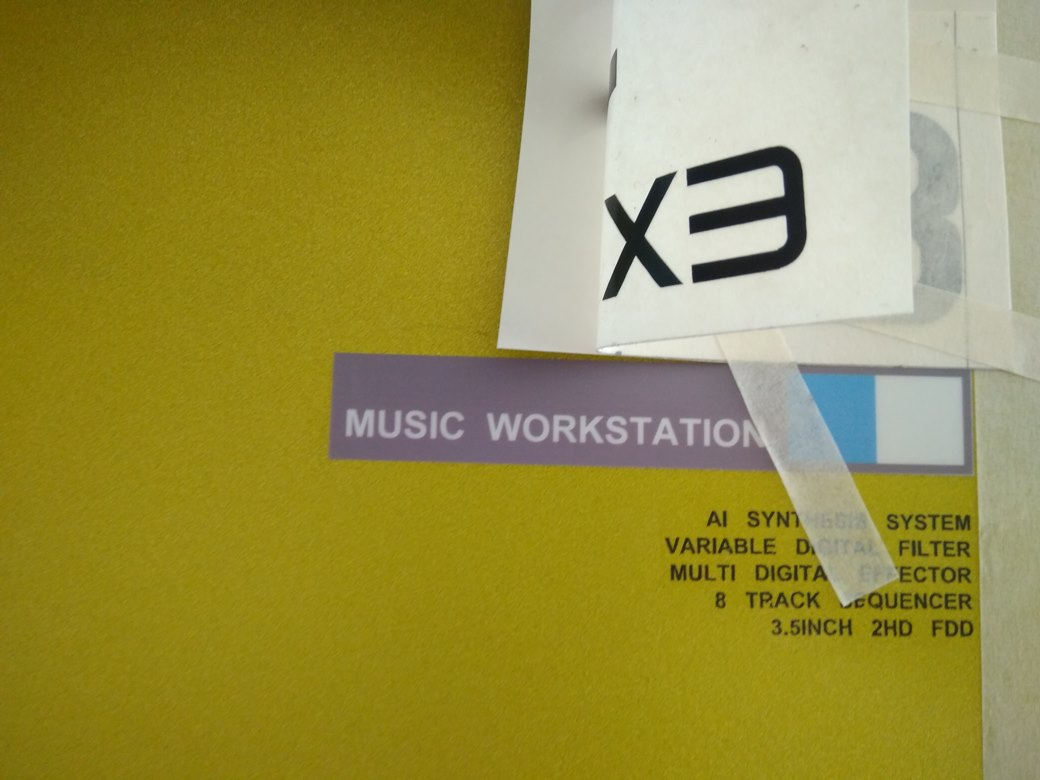 X3
3
MUSIC WORKSTATION
AI SYNTHESIS SYSTEM
VARIABLE DIGITAL FILTER
MULTI DIGITAL EFFECTOR
8 TRACK SEQUENCER
3.5INCH 2HD FDD